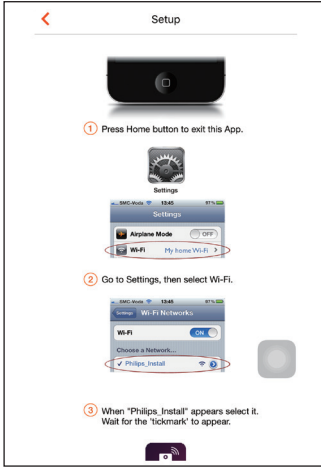 Setup
1 Press Home button to exit this App.
Settings
SMC-Voda 13:45 97%
Settings
Airplane Mode OFF
Wi-Fi My home Wi-Fi
2 Go to Settings, then select Wi-Fi.
SMC-Voda 13:45 97%
Settings Wi-Fi Networks
Wi-Fi ON
Choose a Network...
✓ Philips_Install
3 When "Philips_Install" appears select it.
Wait for the 'tickmark' to appear.